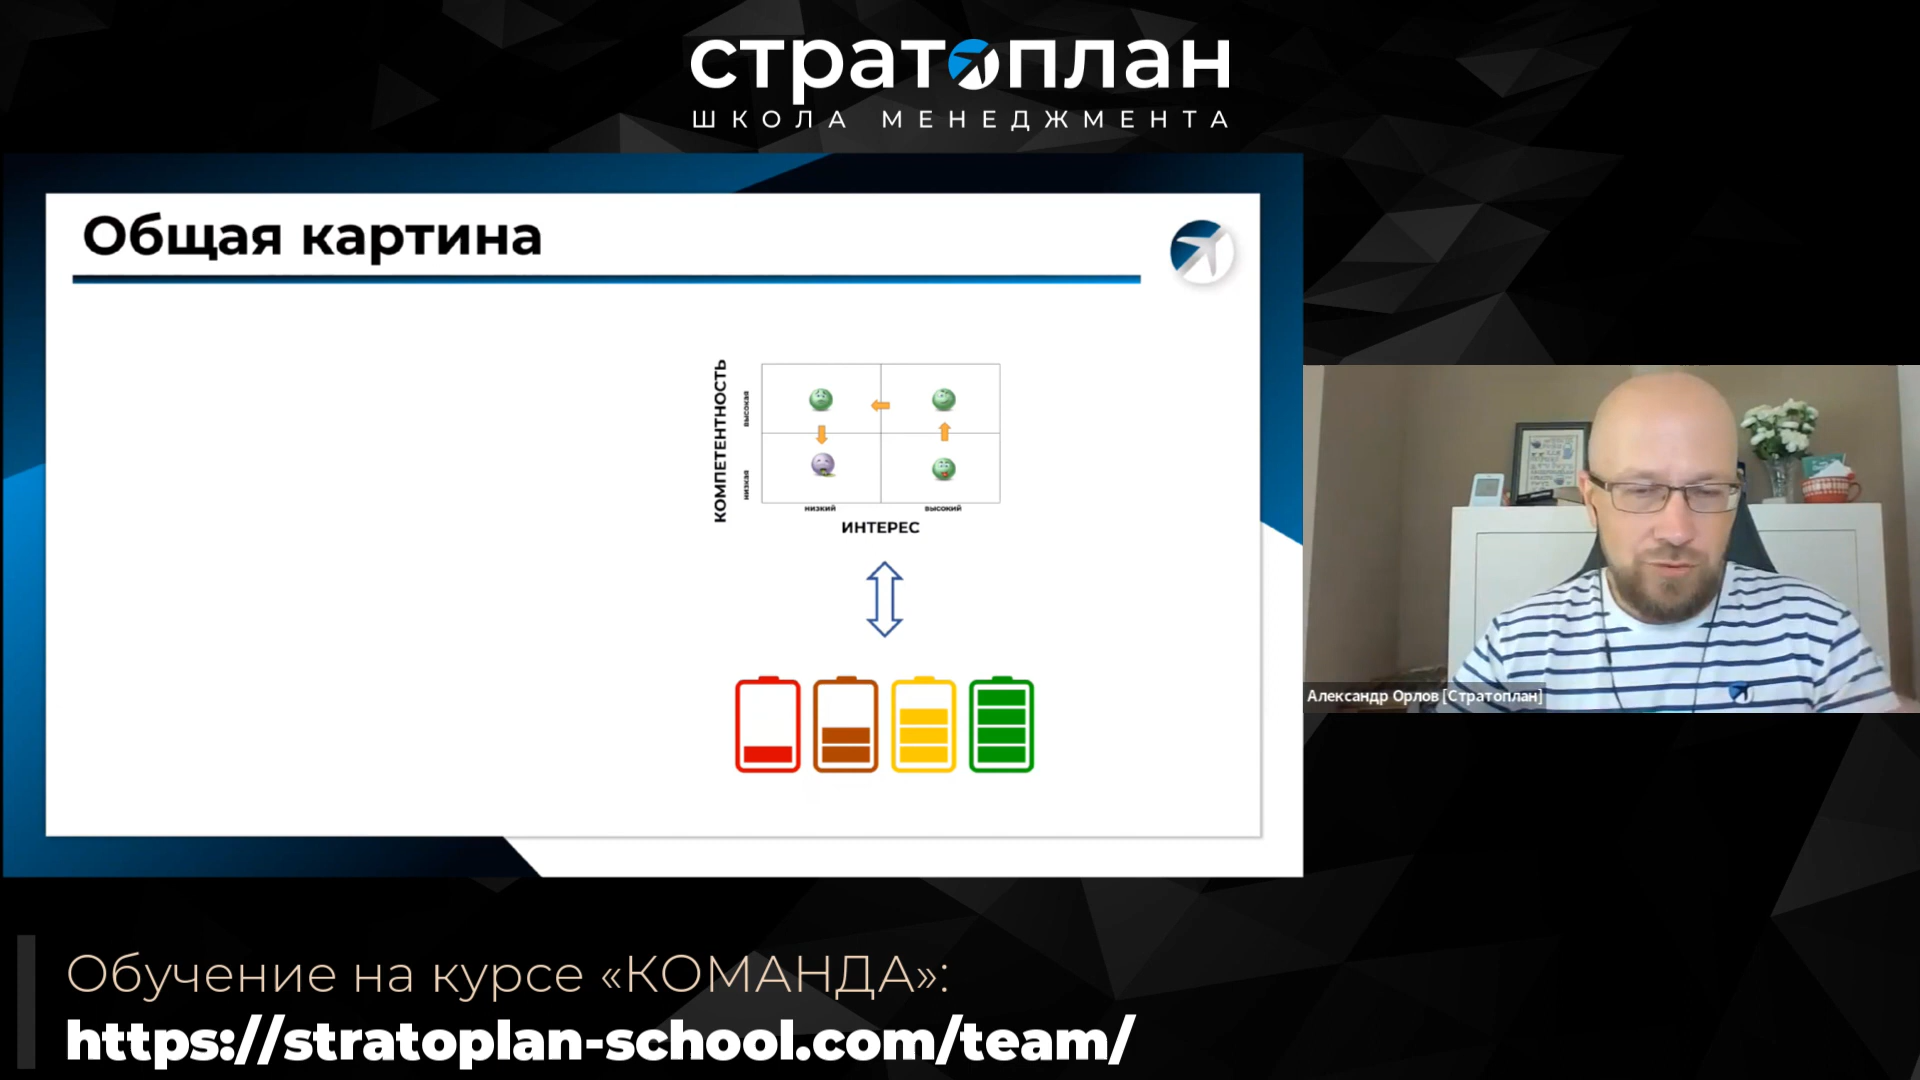 стратоплан
ШКОЛА МЕНЕДЖМЕНТА
Общая картина
КОМПЕТЕНТНОСТЬ
высокая
низкая
низкий
высокий
ИНТЕРЕС
Александр Орлов [Стратоплан]
Обучение на курсе «КОМАНДА»:
https://stratoplan-school.com/team/